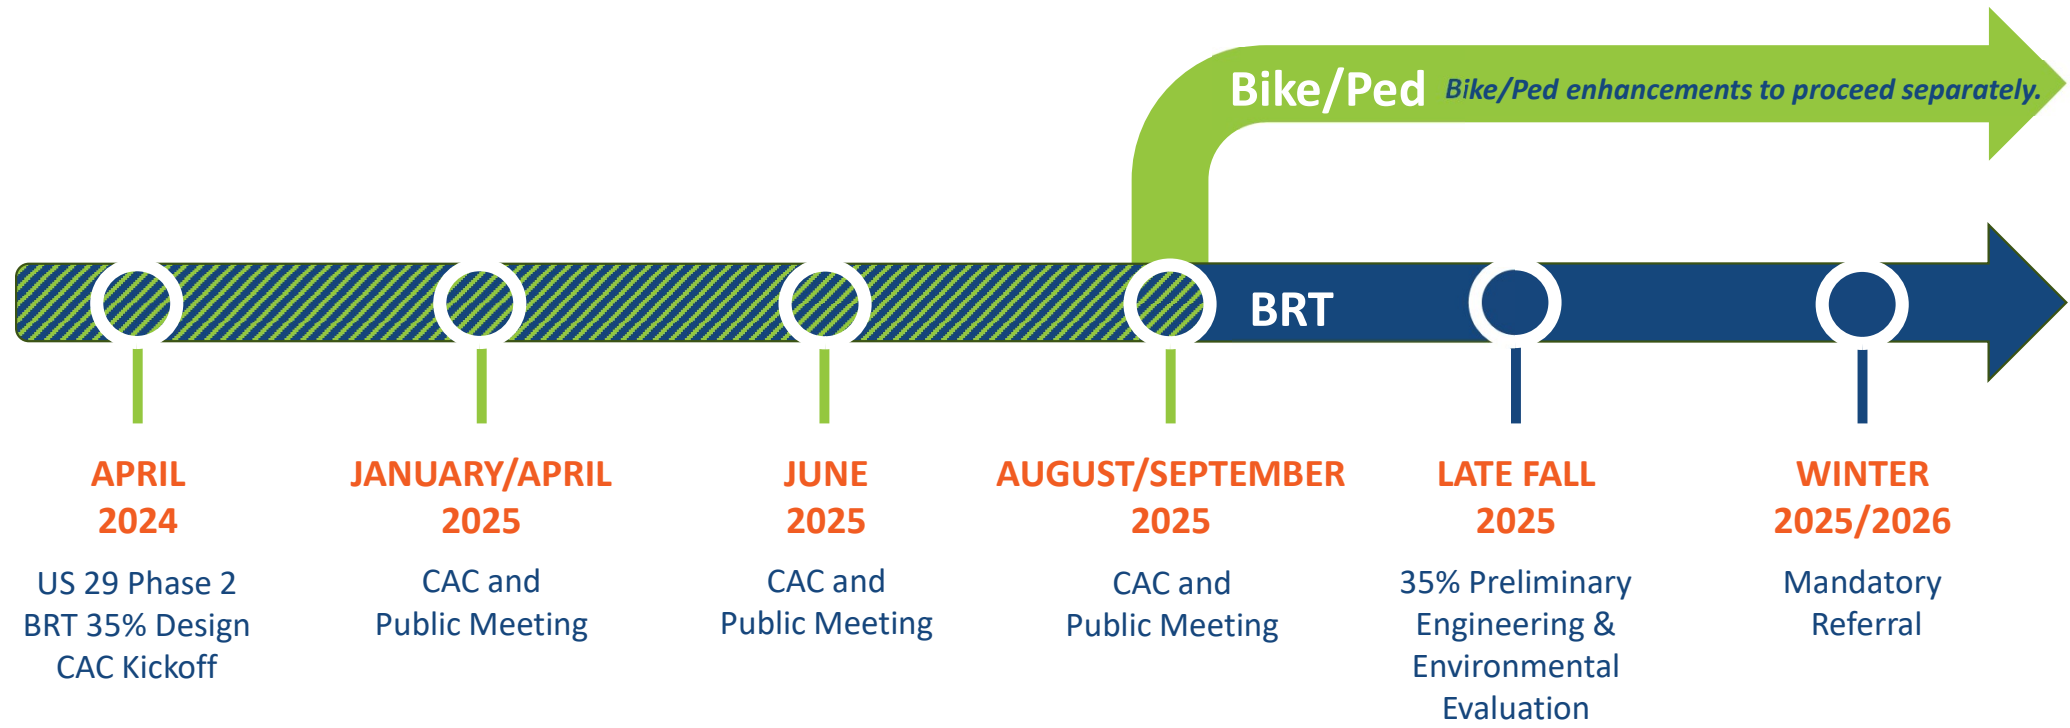 Bike/Ped Bike/Ped enhancements to proceed separately.
BRT
APRIL
2024
US 29 Phase 2
BRT 35% Design
CAC Kickoff
JANUARY/APRIL
2025
CAC and
Public Meeting
JUNE
2025
CAC and
Public Meeting
AUGUST/SEPTEMBER
2025
CAC and
Public Meeting
LATE FALL
2025
35% Preliminary
Engineering &
Environmental
Evaluation
WINTER
2025/2026
Mandatory
Referral